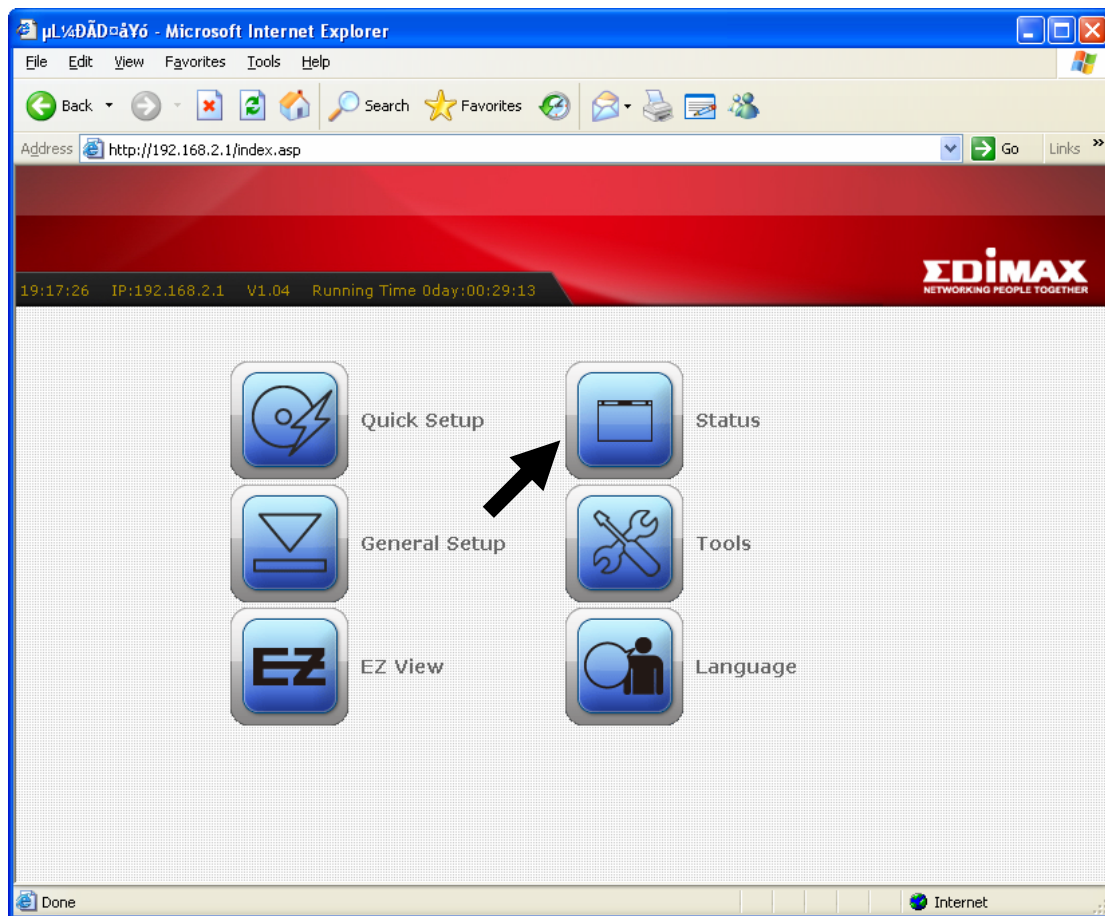 µL¼ÐÃD¤åÝó - Microsoft Internet Explorer
File Edit View Favorites Tools Help
Back Search Favorites
Address http://192.168.2.1/index.asp Go Links »
EDiMAX
NETWORKING PEOPLE TOGETHER
19:17:26 IP:192.168.2.1 V1.04 Running Time 0day:00:29:13
Quick Setup Status
General Setup Tools
EZ EZ View Language
Done Internet